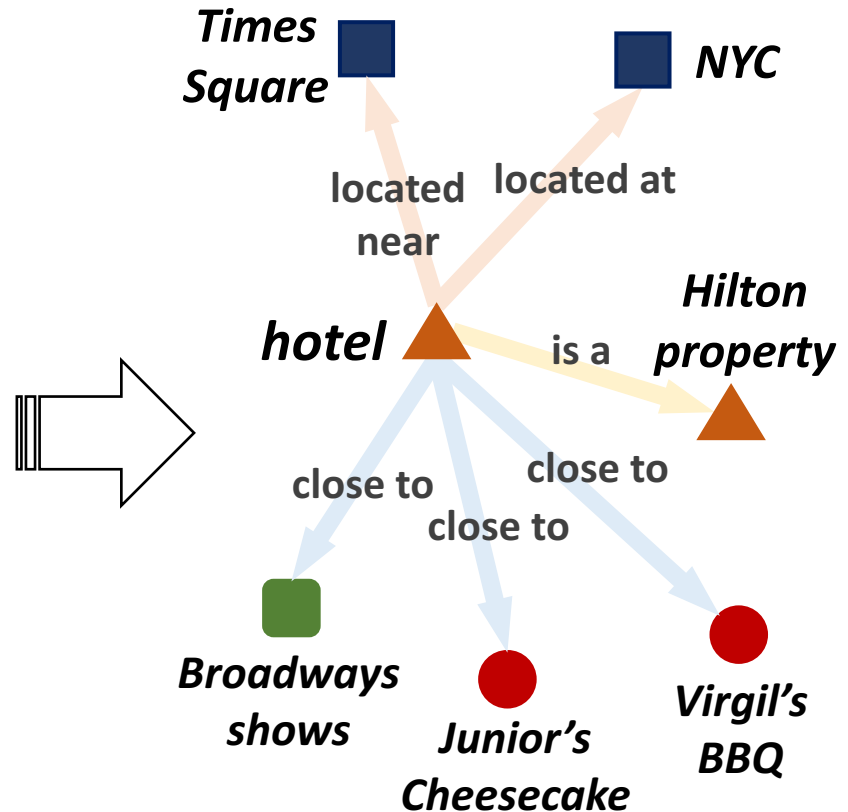 Times
Square
NYC
located
near
located at
hotel
is a
Hilton
property
close to
close to
close to
Broadways
shows
Junior's
Cheesecake
Virgil's
BBQ